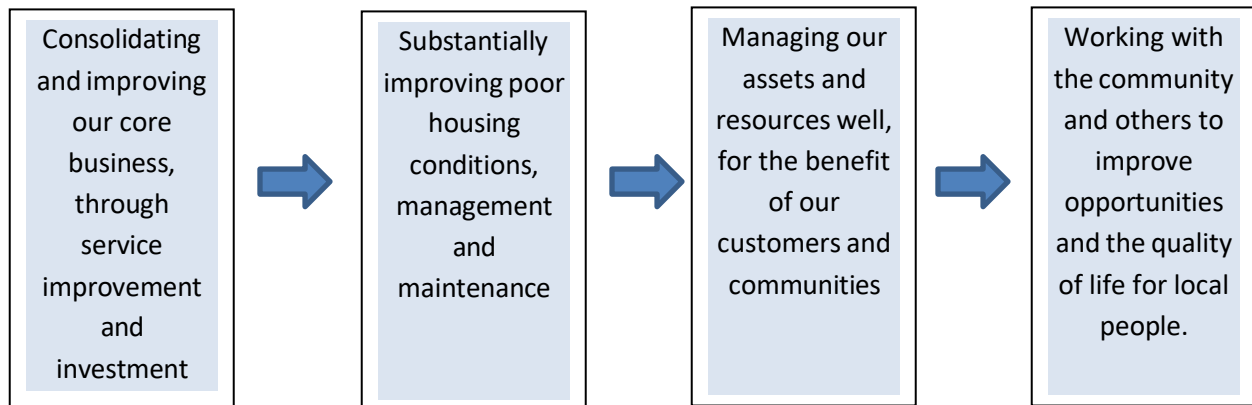 Consolidating
and improving
our core
business,
through
service
improvement
and
investment
Substantially
improving poor
housing
conditions,
management
and
maintenance
Managing our
assets and
resources well,
for the benefit
of our
customers and
communities
Working with
the community
and others to
improve
opportunities
and the quality
of life for local
people.